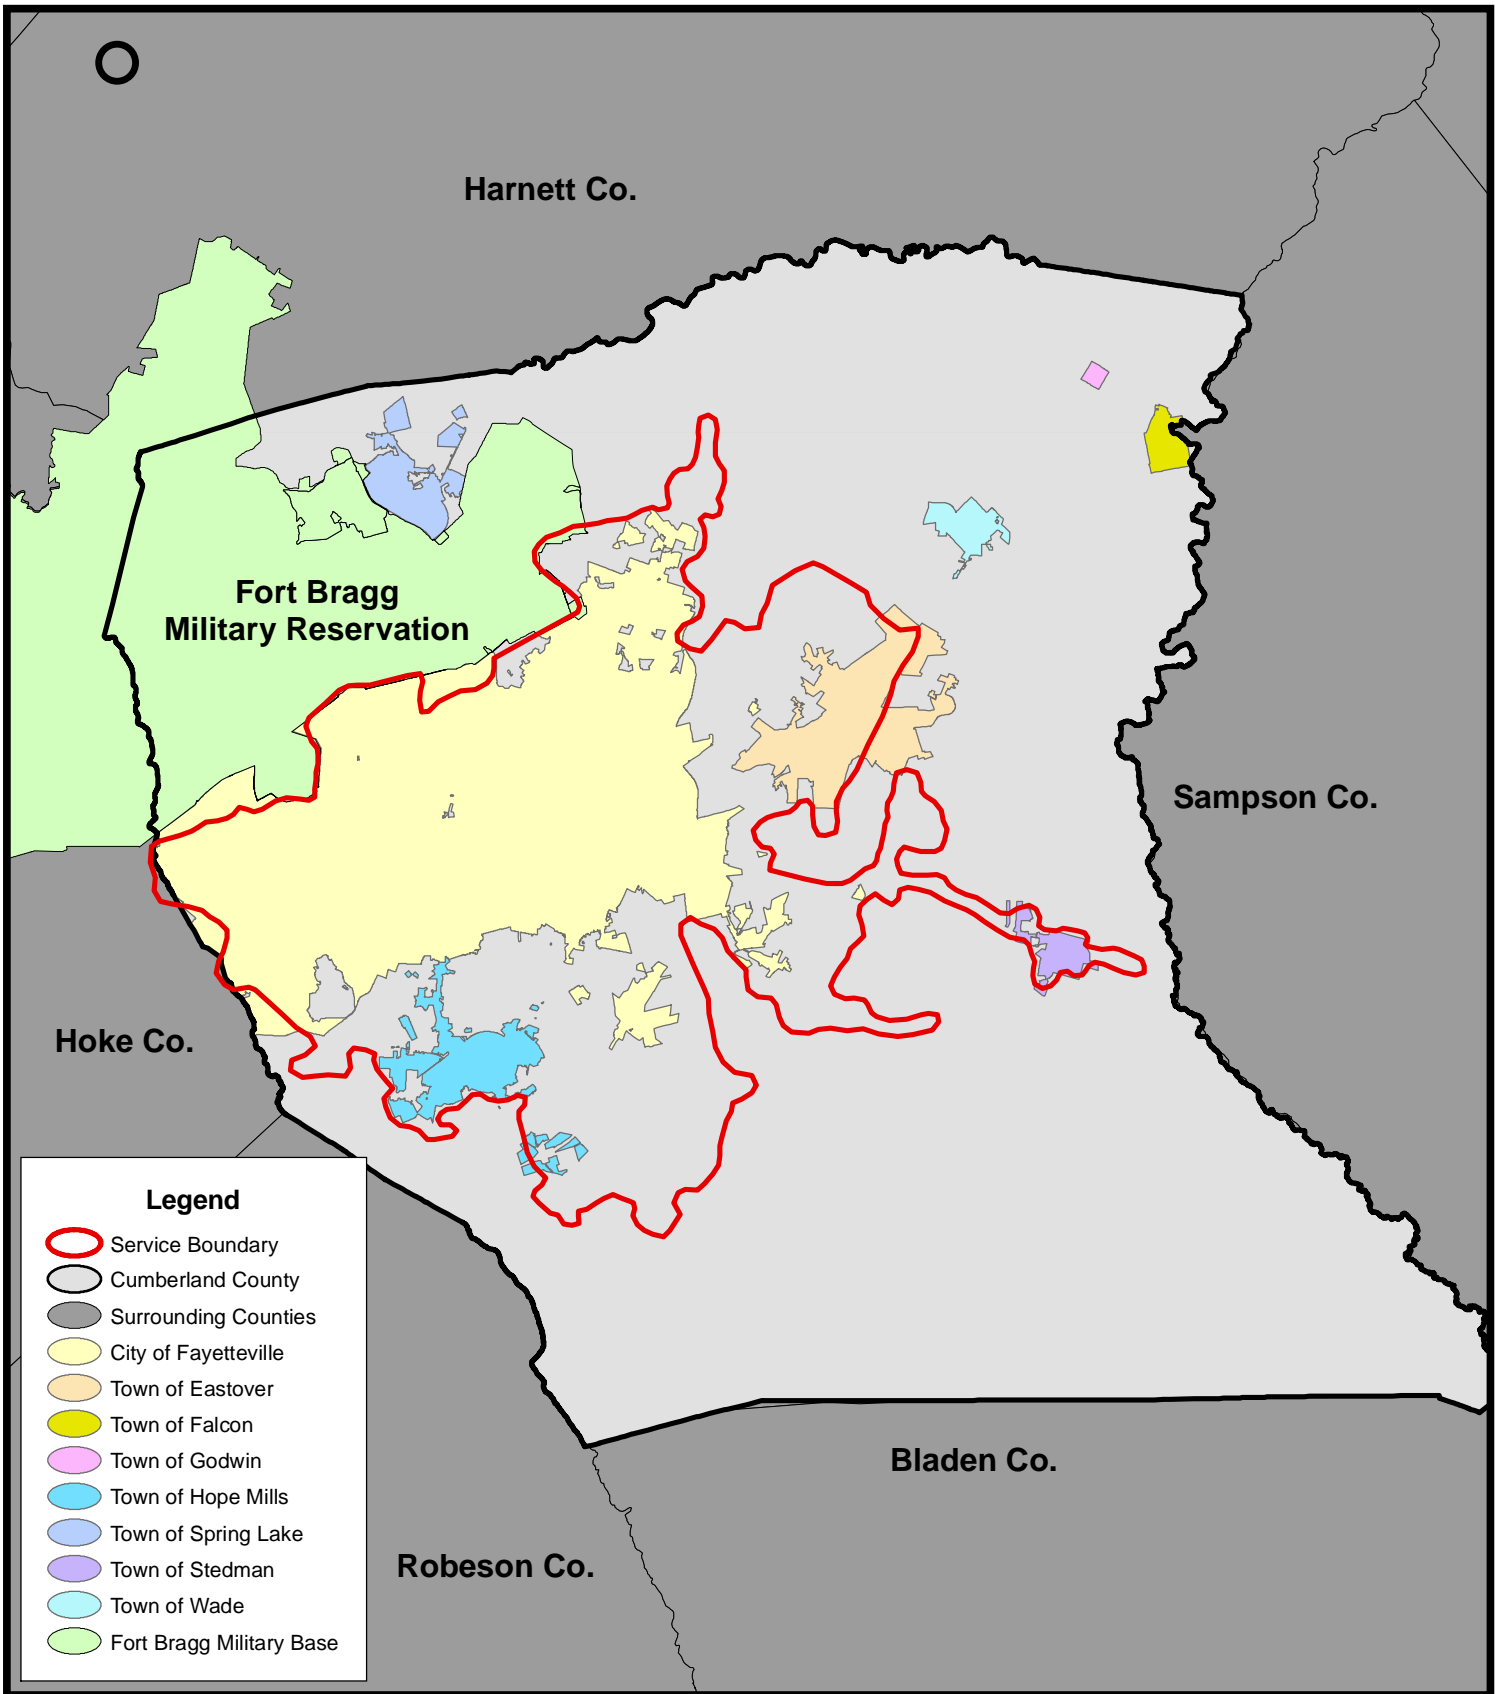 Harnett Co.
Fort Bragg
Military Reservation
Sampson Co.
Hoke Co.
Bladen Co.
Robeson Co.
Legend
Service Boundary
Cumberland County
Surrounding Counties
City of Fayetteville
Town of Eastover
Town of Falcon
Town of Godwin
Town of Hope Mills
Town of Spring Lake
Town of Stedman
Town of Wade
Fort Bragg Military Base